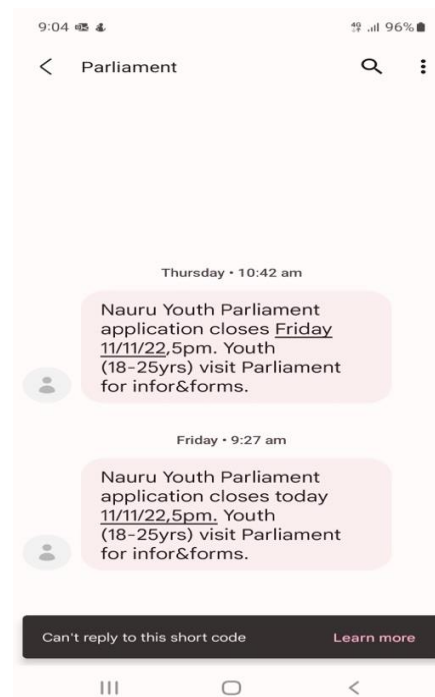 9:04
4G 96%
Parliament
Thursday • 10:42 am
Nauru Youth Parliament
application closes Friday
11/11/22,5pm. Youth
(18-25yrs) visit Parliament
for infor&forms.
Friday • 9:27 am
Nauru Youth Parliament
application closes today
11/11/22,5pm. Youth
(18-25yrs) visit Parliament
for infor&forms.
Can't reply to this short code Learn more